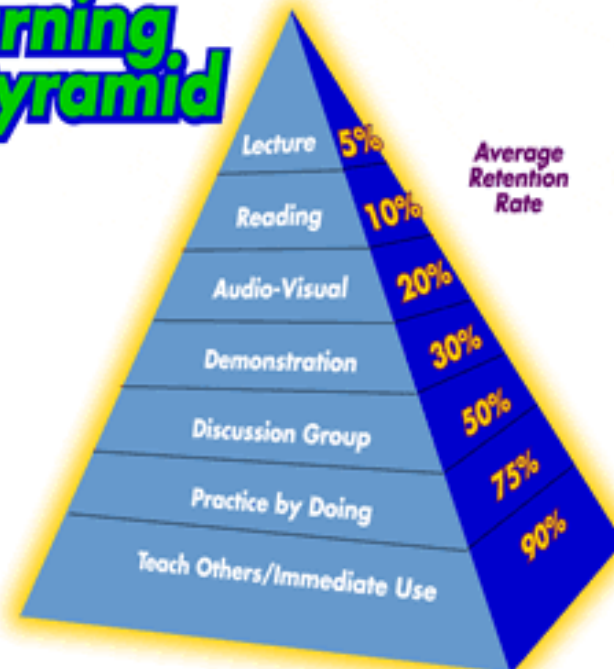 rning
yramid
Lecture 5%
Average
Retention
Rate
Reading 10%
Audio-Visual 20%
Demonstration 30%
Discussion Group 50%
Practice by Doing 75%
Teach Others/Immediate Use 90%